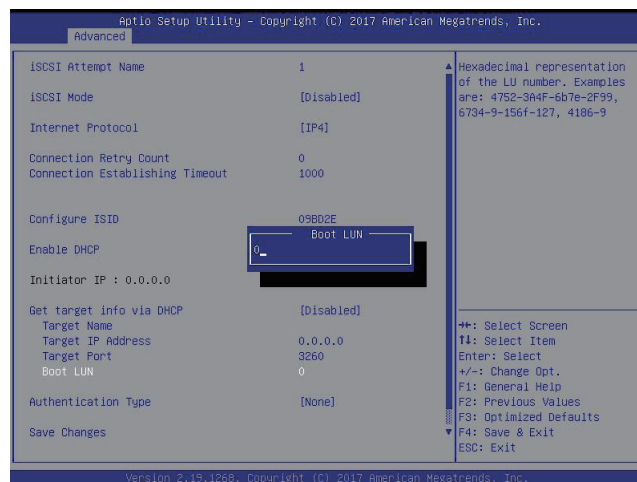 Aptio Setup Utility – Copyright (C) 2017 American Megatrends, Inc.
Advanced
iSCSI Attempt Name 1
iSCSI Mode [Disabled]
Internet Protocol [IP4]
Connection Retry Count 0
Connection Establishing Timeout 1000
Configure ISID 09BD2E
Enable DHCP
Initiator IP : 0.0.0.0
Get target info via DHCP [Disabled]
Target Name
Target IP Address 0.0.0.0
Target Port 3260
Boot LUN 0
Authentication Type [None]
Save Changes
Boot LUN
0_
Hexadecimal representation
of the LU number. Examples
are: 4752-3A4F-6b7e-2F99,
6734-9-156f-127, 4186-9
→←: Select Screen
↑↓: Select Item
Enter: Select
+/-: Change Opt.
F1: General Help
F2: Previous Values
F3: Optimized Defaults
F4: Save & Exit
ESC: Exit
Version 2.19.1268. Copyright (C) 2017 American Megatrends, Inc.